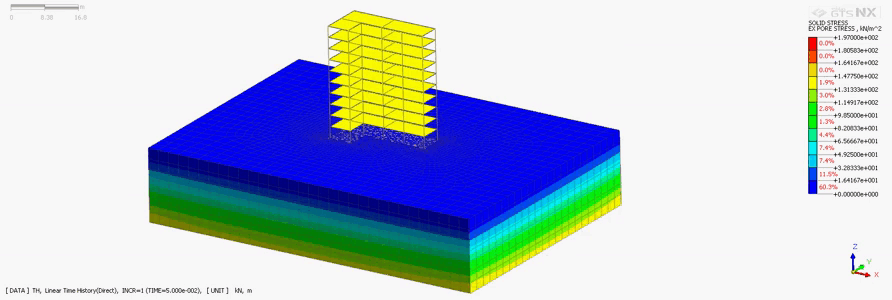 0 8.38 16.8 m
GTS NX
SOLID STRESS
EX PORE STRESS , kN/m^2
+1.97000e+002
0.0%
+1.80583e+002
0.0%
+1.64167e+002
0.0%
+1.47750e+002
1.9%
+1.31333e+002
3.0%
+1.14917e+002
2.8%
+9.85000e+001
1.3%
+8.20833e+001
4.4%
+6.56667e+001
7.4%
+4.92500e+001
7.4%
+3.28333e+001
11.5%
+1.64167e+001
60.3%
+0.00000e+000
Z
Y
X
[ DATA ] TH, Linear Time History(Direct), INCR=1 (TIME=5.000e-002), [ UNIT ] kN, m